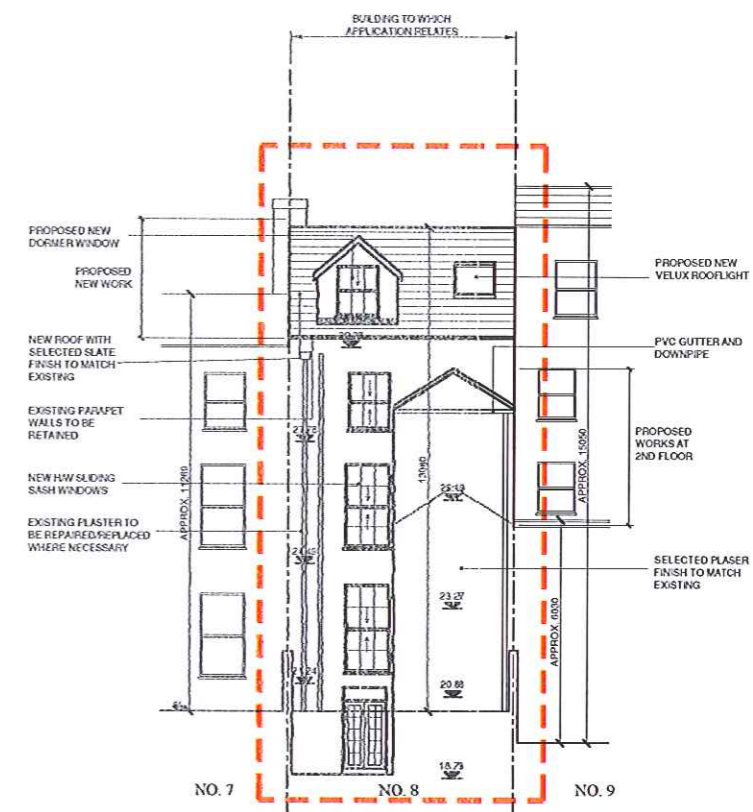 BUILDING TO WHICH
APPLICATION RELATES
PROPOSED NEW
DORMER WINDOW
PROPOSED
NEW WORK
NEW ROOF WITH
SELECTED SLATE
FINISH TO MATCH
EXISTING
EXISTING PARAPET
WALLS TO BE
RETAINED
NEW H/W SLIDING
SASH WINDOWS
EXISTING PLASTER TO
BE REPAIRED/REPLACED
WHERE NECESSARY
APPROX. 11260
13060
23.27
20.88
18.79
PROPOSED NEW
VELUX ROOFLIGHT
PVC GUTTER AND
DOWNPIPE
PROPOSED
WORKS AT
2ND FLOOR
APPROX. 15050
SELECTED PLASER
FINISH TO MATCH
EXISTING
APPROX. 6030
NO. 7
NO. 8
NO. 9